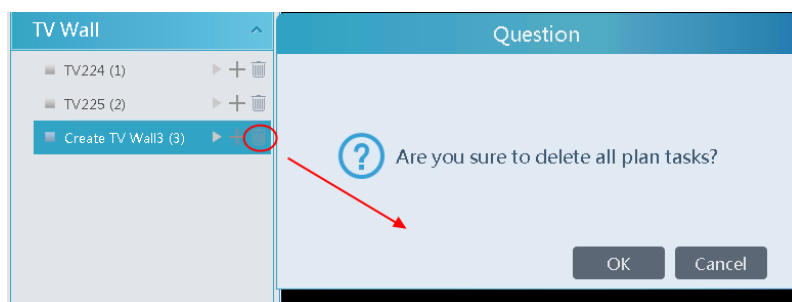 TV Wall
TV224 (1)
TV225 (2)
Create TV Wall3 (3)
Question
Are you sure to delete all plan tasks?
OK
Cancel